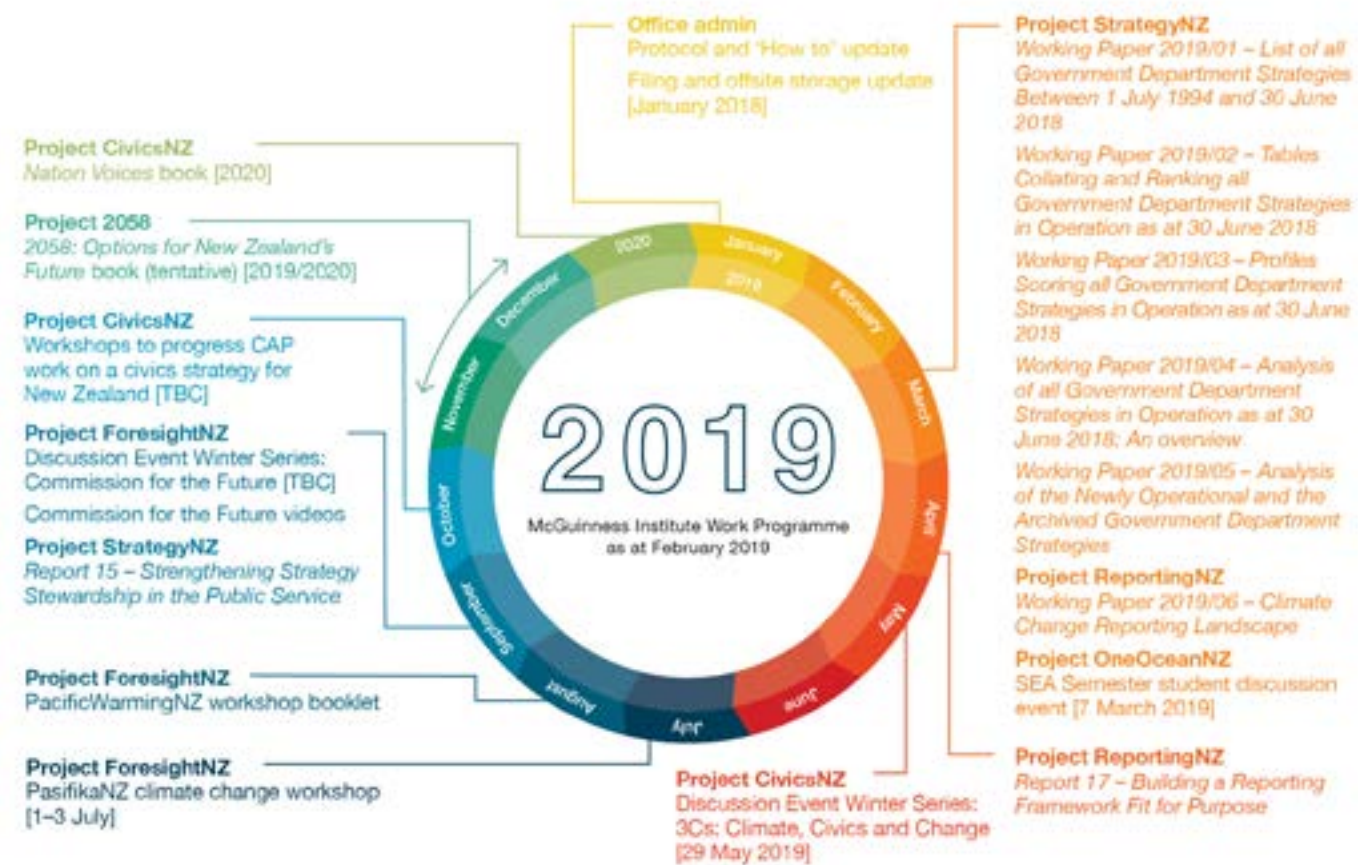 Office admin
Protocol and 'How to' update
Filing and offsite storage update
[January 2018]
Project StrategyNZ
Working Paper 2019/01 – List of all
Government Department Strategies
Between 1 July 1994 and 30 June
2018
Working Paper 2019/02 – Tables
Collating and Ranking all
Government Department Strategies
in Operation as at 30 June 2018
Working Paper 2019/03 – Profiles
Scoring all Government Department
Strategies in Operation as at 30 June
2018
Working Paper 2019/04 – Analysis
of all Government Department
Strategies in Operation as at 30
June 2018: An overview
Working Paper 2019/05 – Analysis
of the Newly Operational and the
Archived Government Department
Strategies
Project ReportingNZ
Working Paper 2019/06 – Climate
Change Reporting Landscape
Project OneOceanNZ
SEA Semester student discussion
event [7 March 2019]
Project ReportingNZ
Report 17 – Building a Reporting
Framework Fit for Purpose
Project CivicsNZ
Discussion Event Winter Series:
3Cs: Climate, Civics and Change
[29 May 2019]
Project CivicsNZ
Nation Voices book [2020]
Project 2058
2058: Options for New Zealand's
Future book (tentative) [2019/2020]
Project CivicsNZ
Workshops to progress CAP
work on a civics strategy for
New Zealand [TBC]
Project ForesightNZ
Discussion Event Winter Series:
Commission for the Future [TBC]
Commission for the Future videos
Project StrategyNZ
Report 15 – Strengthening Strategy
Stewardship in the Public Service
Project ForesightNZ
PacificWarmingNZ workshop booklet
Project ForesightNZ
PasifikaNZ climate change workshop
[1–3 July]
2020
January
2019
February
March
April
May
June
July
August
September
October
November
December
2019
McGuinness Institute Work Programme
as at February 2019